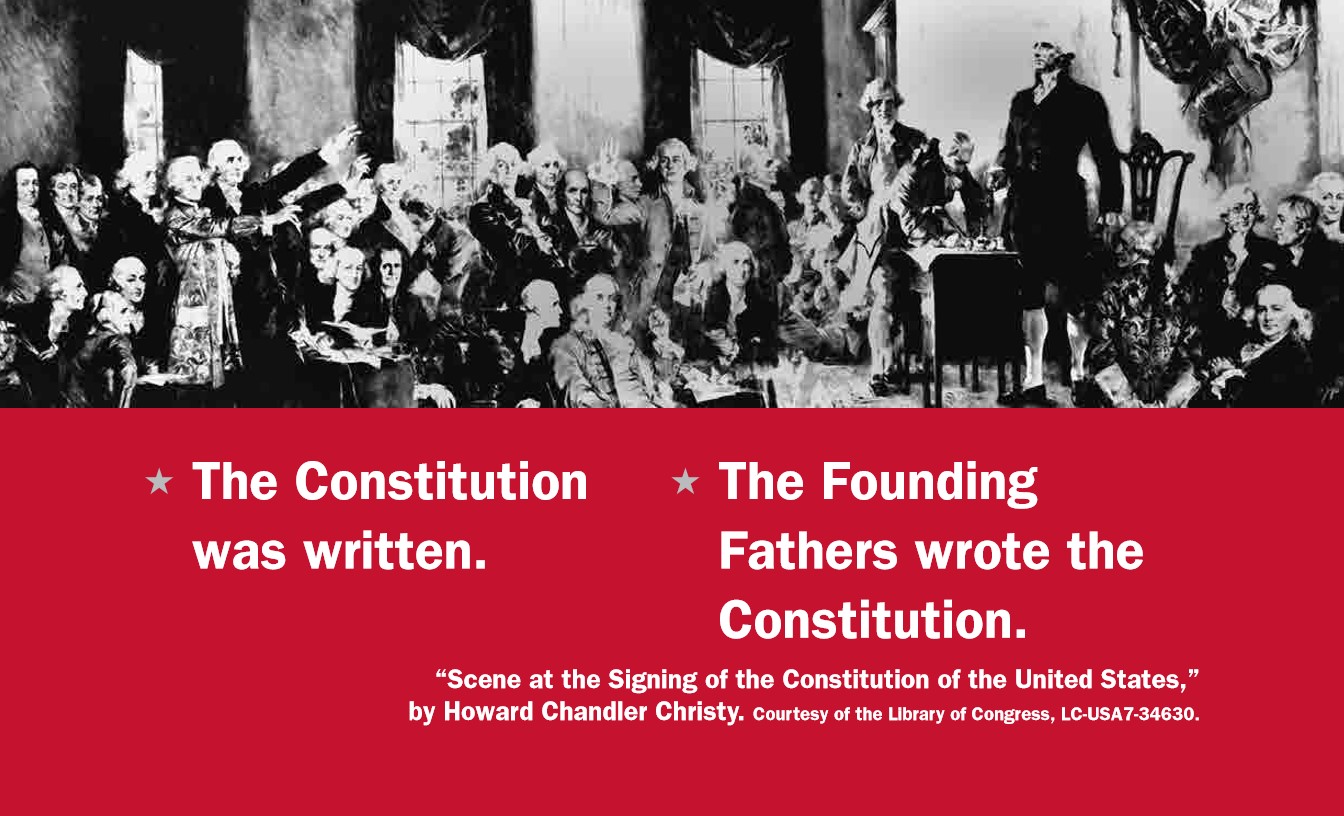 ★ The Constitution
was written.
★ The Founding
Fathers wrote the
Constitution.
“Scene at the Signing of the Constitution of the United States,”
by Howard Chandler Christy. Courtesy of the Library of Congress, LC-USA7-34630.